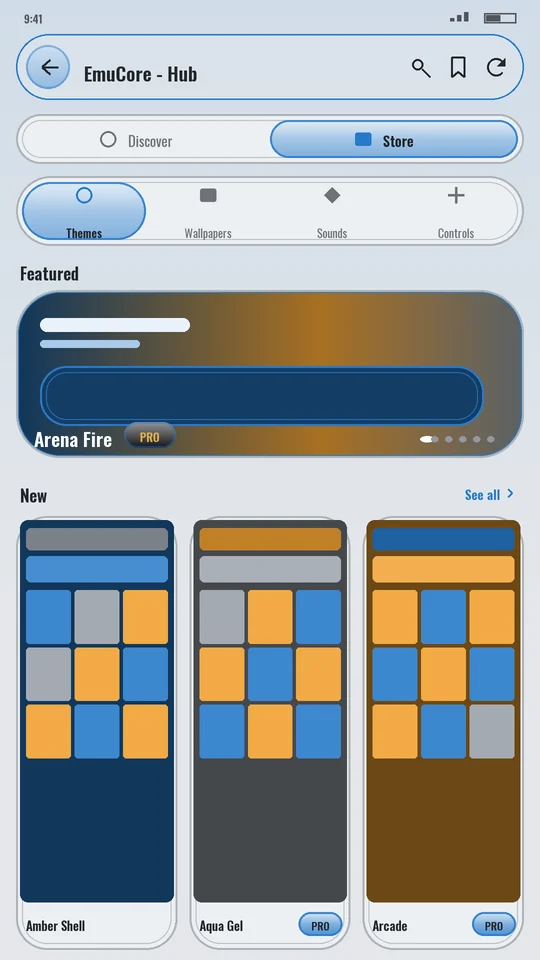 9:41
EmuCore - Hub
Discover
Store
Themes
Wallpapers
Sounds
Controls
Featured
Arena Fire
PRO
New
See all
Amber Shell
Aqua Gel
PRO
Arcade
PRO